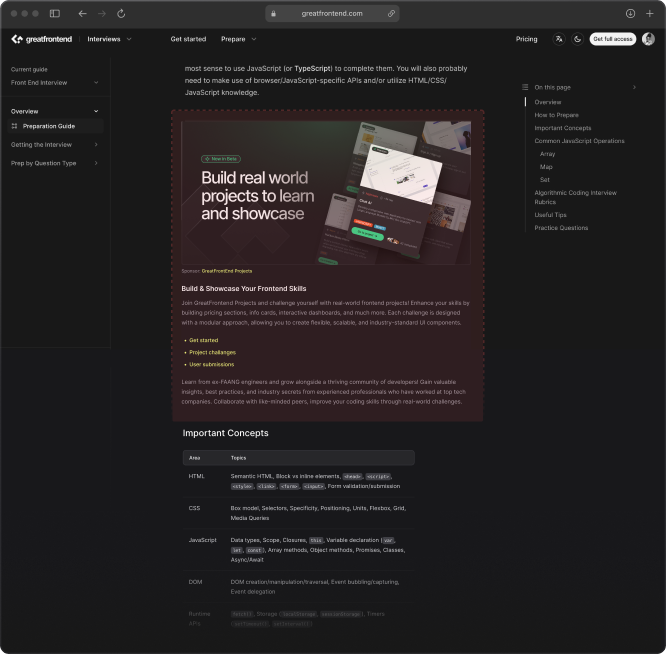 greatfrontend.com
greatfrontend
Interviews
Get started
Prepare
Pricing
Get full access
Current guide
Front End Interview
Overview
Preparation Guide
Getting the Interview
Prep by Question Type
most sense to use JavaScript (or TypeScript) to complete them. You will also probably
need to make use of browser/JavaScript-specific APIs and/or utilize HTML/CSS/
JavaScript knowledge.
Now in Beta
Build real world
projects to learn
and showcase
Sponsor: GreatFrontEnd Projects
Build & Showcase Your Frontend Skills
Join GreatFrontend Projects and challenge yourself with real-world frontend projects! Enhance your skills by
building pricing sections, info cards, interactive dashboards, and much more. Each challenge is designed
with a modular approach, allowing you to create flexible, scalable, and industry-standard UI components.
• Get started
• Project challanges
• User submissions
Learn from ex-FAANG engineers and grow alongside a thriving community of developers! Gain valuable
insights, best practices, and industry secrets from experienced professionals who have worked at top tech
companies. Collaborate with like-minded peers, improve your coding skills through real-world challenges.
Important Concepts
Area Topics
HTML Semantic HTML, Block vs inline elements, <head>, <script>,
<style>, <link>, <form>, <input>, Form validation/submission
CSS Box model, Selectors, Specificity, Positioning, Units, Flexbox, Grid,
Media Queries
JavaScript Data types, Scope, Closures, this, Variable declaration (var,
let, const), Array methods, Object methods, Promises, Classes,
Async/Await
DOM DOM creation/manipulation/traversal, Event bubbling/capturing,
Event delegation
Runtime APIs fetch(), Storage (localStorage, sessionStorage), Timers
(setTimeout(), setInterval())
On this page
Overview
How to Prepare
Important Concepts
Common JavaScript Operations
Array
Map
Set
Algorithmic Coding Interview
Rubrics
Useful Tips
Practice Questions